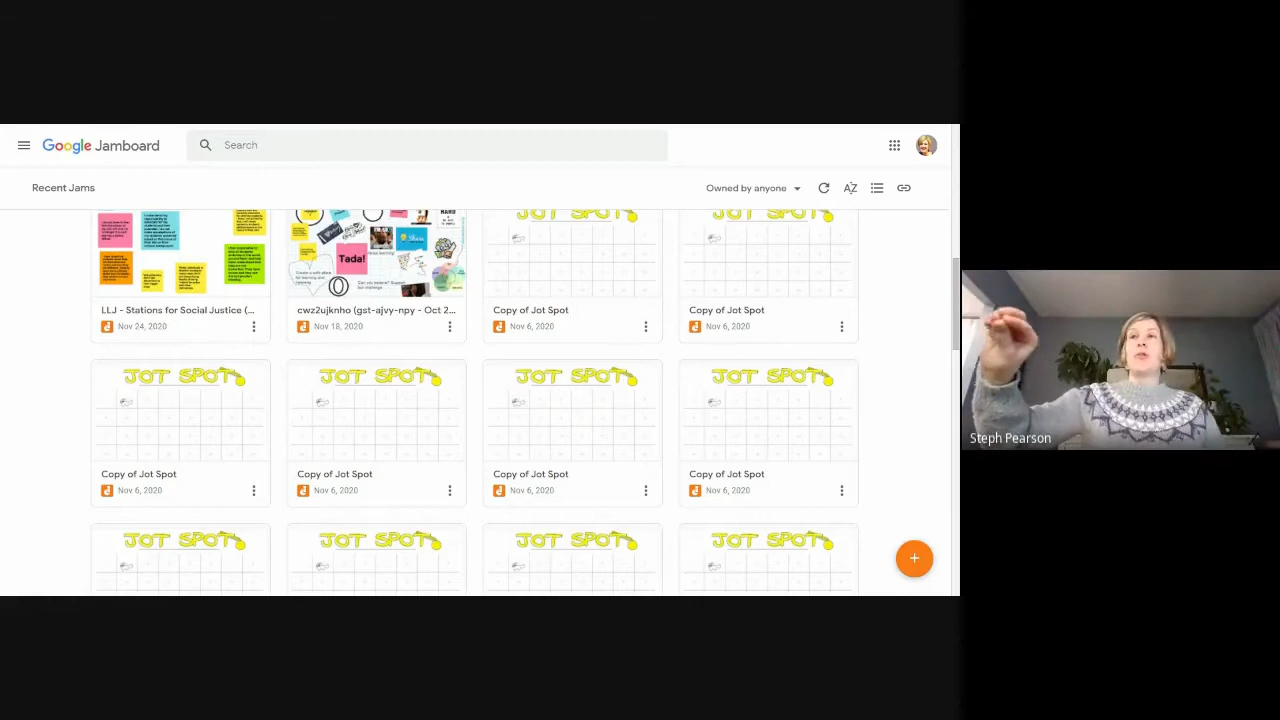 Google Jamboard
Search
Recent Jams
Owned by anyone
Tada!
LLJ - Stations for Social Justice (...
Nov 24, 2020
cwz2ujknho (gst-ajvy-npy - Oct 2...
Nov 18, 2020
Copy of Jot Spot
Nov 6, 2020
Copy of Jot Spot
Nov 6, 2020
JOT SPOT
Copy of Jot Spot
Nov 6, 2020
JOT SPOT
Copy of Jot Spot
Nov 6, 2020
JOT SPOT
Copy of Jot Spot
Nov 6, 2020
JOT SPOT
Copy of Jot Spot
Nov 6, 2020
JOT SPOT
JOT SPOT
JOT SPOT
JOT SPOT
Steph Pearson